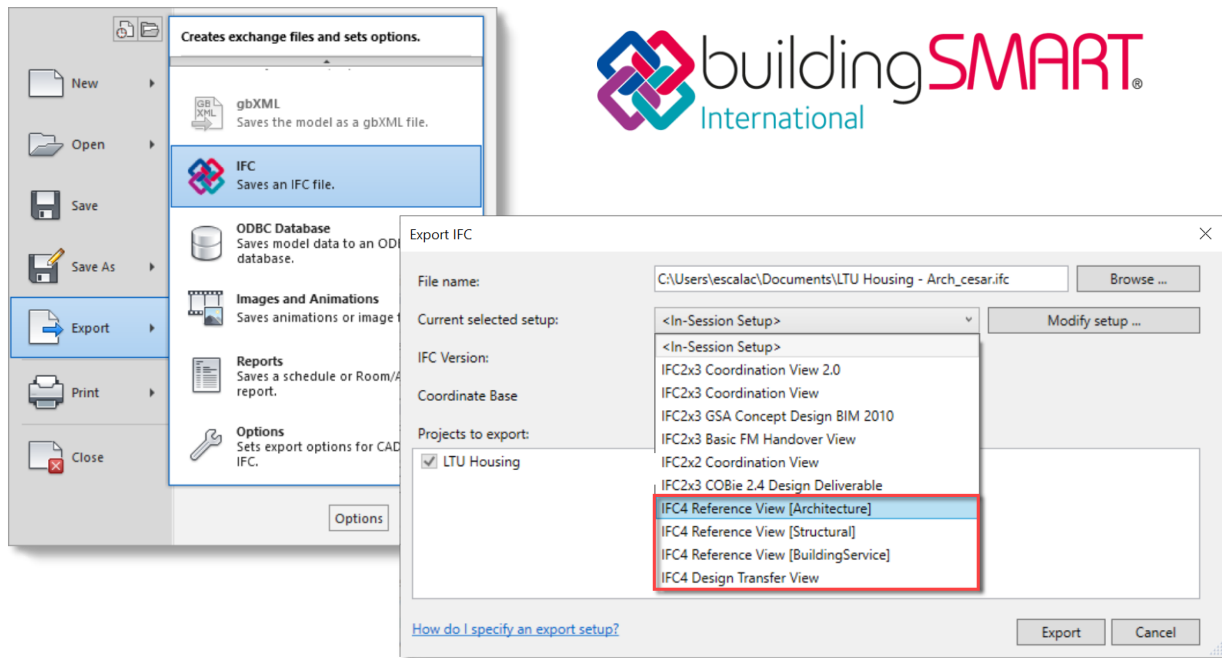 Creates exchange files and sets options.
New
Open
Save
Save As
Export
Print
Close
GB
XML
gbXML
Saves the model as a gbXML file.
IFC
Saves an IFC file.
ODBC Database
Saves model data to an ODB
database.
Images and Animations
Saves animations or image f
Reports
Saves a schedule or Room/A
report.
Options
Sets export options for CAD
IFC.
Options
buildingSMART®
International
Export IFC
File name:
C:\Users\escalac\Documents\LTU Housing - Arch_cesar.ifc
Browse ...
Current selected setup:
<In-Session Setup>
Modify setup ...
IFC Version:
Coordinate Base
Projects to export:
LTU Housing
<In-Session Setup>
IFC2x3 Coordination View 2.0
IFC2x3 Coordination View
IFC2x3 GSA Concept Design BIM 2010
IFC2x3 Basic FM Handover View
IFC2x2 Coordination View
IFC2x3 COBie 2.4 Design Deliverable
IFC4 Reference View [Architecture]
IFC4 Reference View [Structural]
IFC4 Reference View [BuildingService]
IFC4 Design Transfer View
How do I specify an export setup?
Export
Cancel